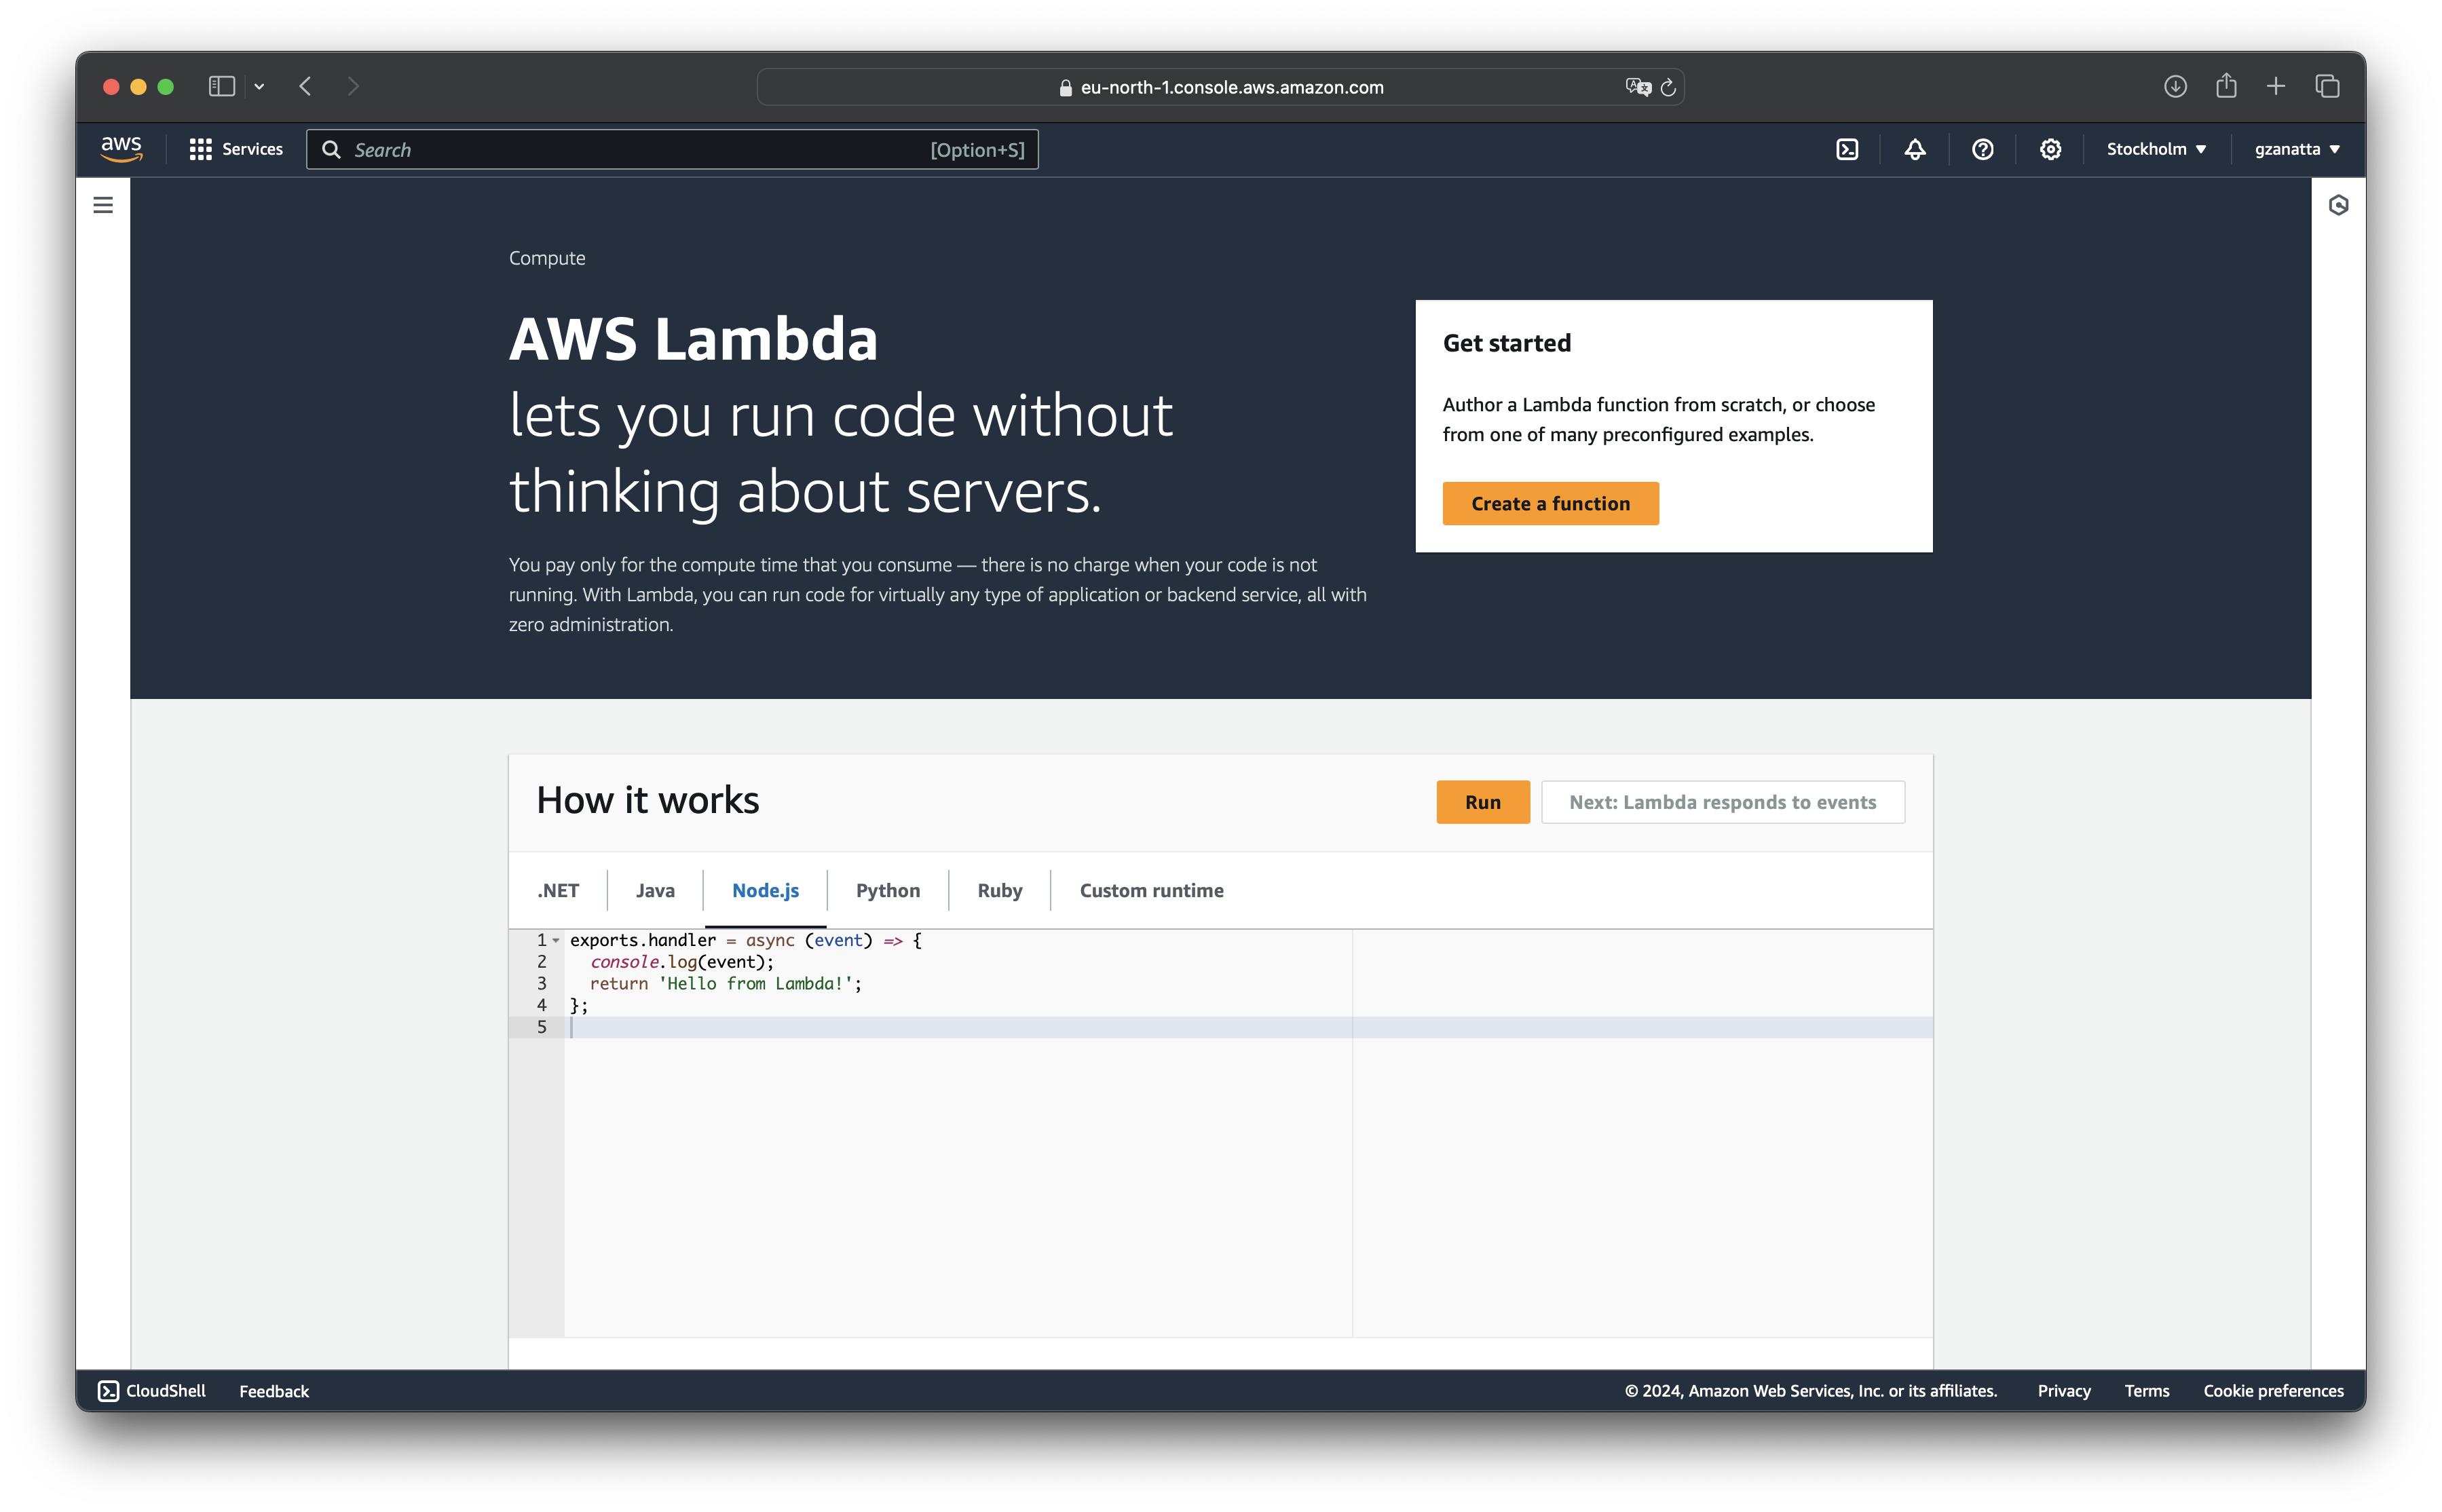 eu-north-1.console.aws.amazon.com
aws
Services
Search
[Option+S]
Stockholm
gzanatta
Compute
AWS Lambda
lets you run code without
thinking about servers.
You pay only for the compute time that you consume — there is no charge when your code is not
running. With Lambda, you can run code for virtually any type of application or backend service, all with
zero administration.
Get started
Author a Lambda function from scratch, or choose
from one of many preconfigured examples.
Create a function
How it works
Run
Next: Lambda responds to events
.NET
Java
Node.js
Python
Ruby
Custom runtime
1 exports.handler = async (event) => {
2 console.log(event);
3 return 'Hello from Lambda!';
4 };
5
CloudShell
Feedback
© 2024, Amazon Web Services, Inc. or its affiliates.
Privacy
Terms
Cookie preferences